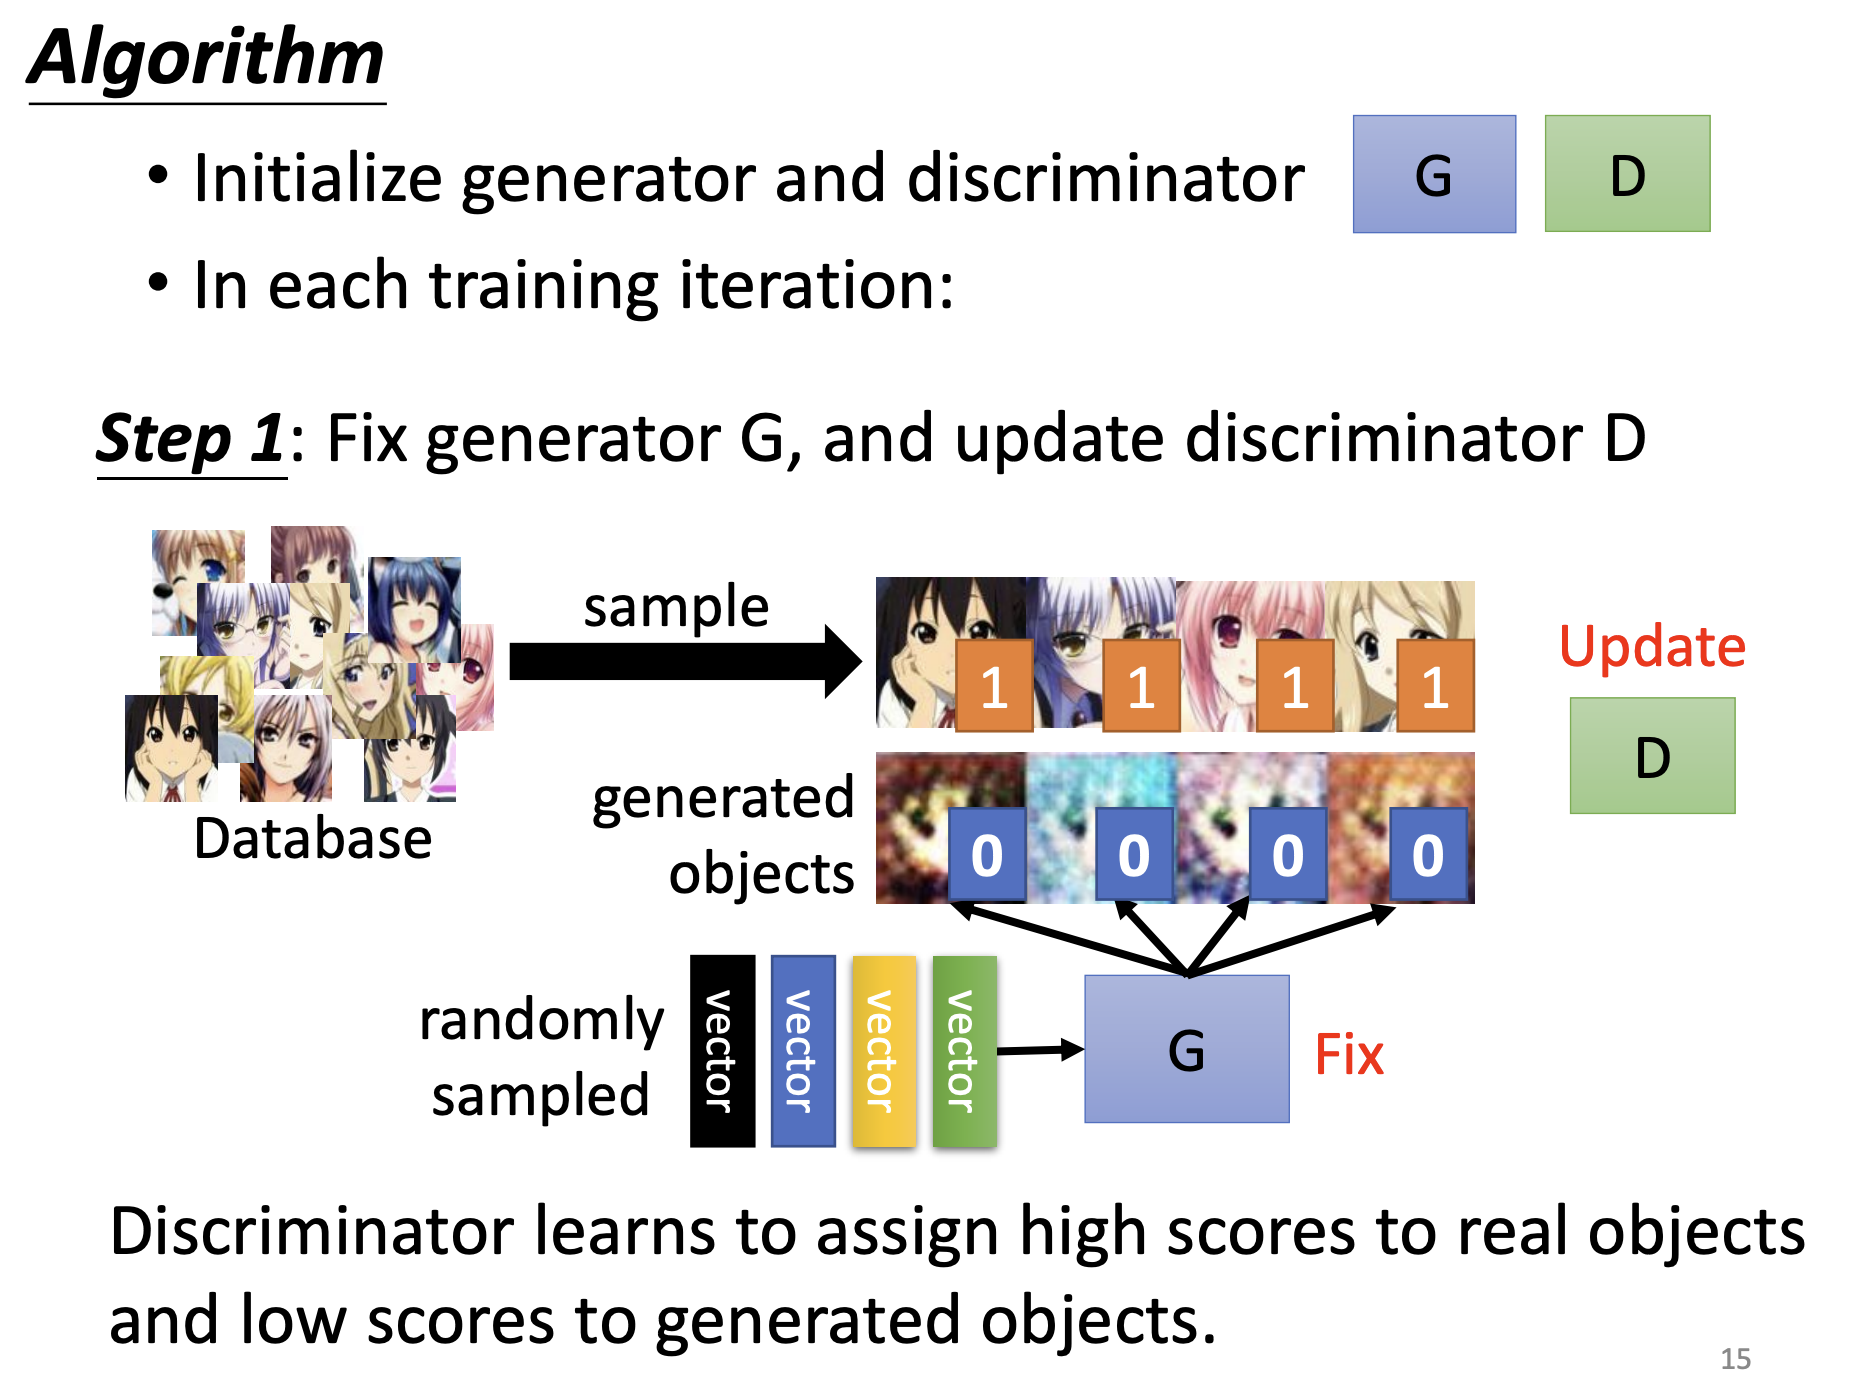 Algorithm
• Initialize generator and discriminator G D
• In each training iteration:
Step 1: Fix generator G, and update discriminator D
sample
1 1 1 1
Update
D
Database
generated
objects
0 0 0 0
randomly
sampled
vector vector vector vector
G
Fix
Discriminator learns to assign high scores to real objects
and low scores to generated objects.
15